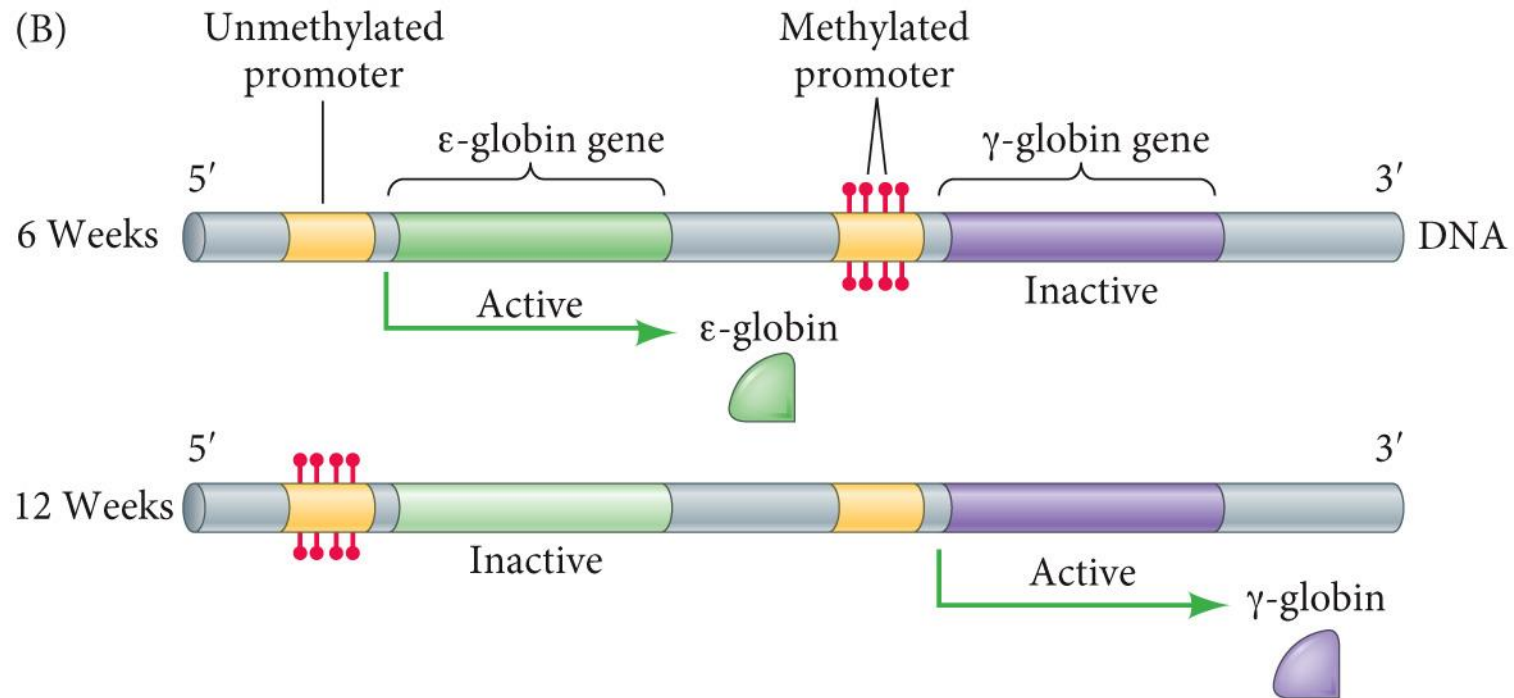 (B)
Unmethylated
promoter
Methylated
promoter
ε-globin gene
γ-globin gene
5′
3′
6 Weeks
DNA
Active
Inactive
ε-globin
5′
3′
12 Weeks
Inactive
Active
γ-globin